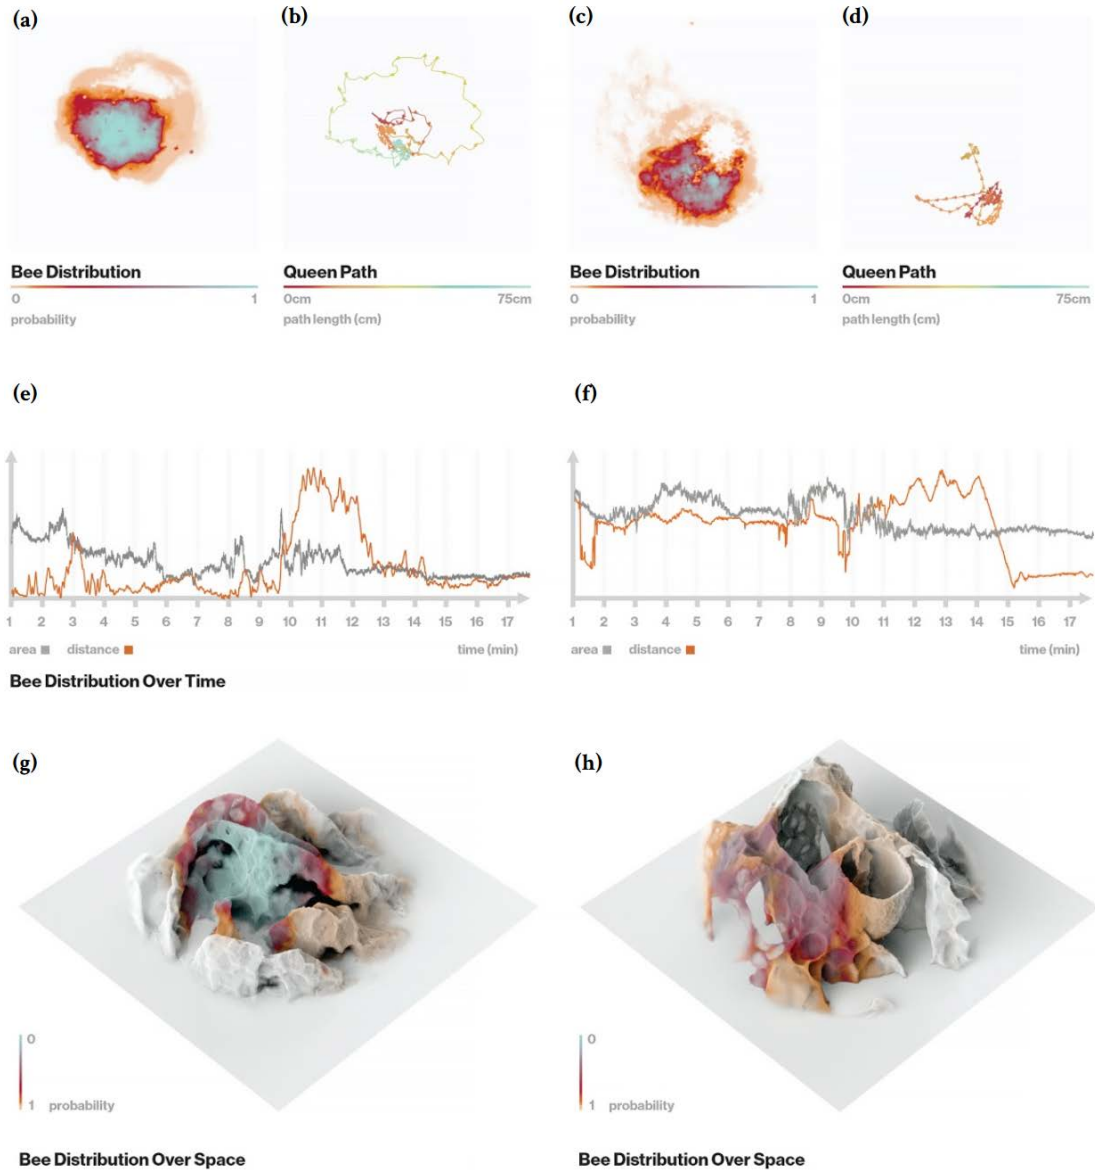 (a) (b) (c) (d)
Bee Distribution Queen Path Bee Distribution Queen Path
0 1 0cm 75cm 0 1 0cm 75cm
probability path length (cm) probability path length (cm)
(e) (f)
1 2 3 4 5 6 7 8 9 10 11 12 13 14 15 16 17 1 2 3 4 5 6 7 8 9 10 11 12 13 14 15 16 17
area distance time (min) area distance time (min)
Bee Distribution Over Time
(g) (h)
0 0
1 probability 1 probability
Bee Distribution Over Space Bee Distribution Over Space